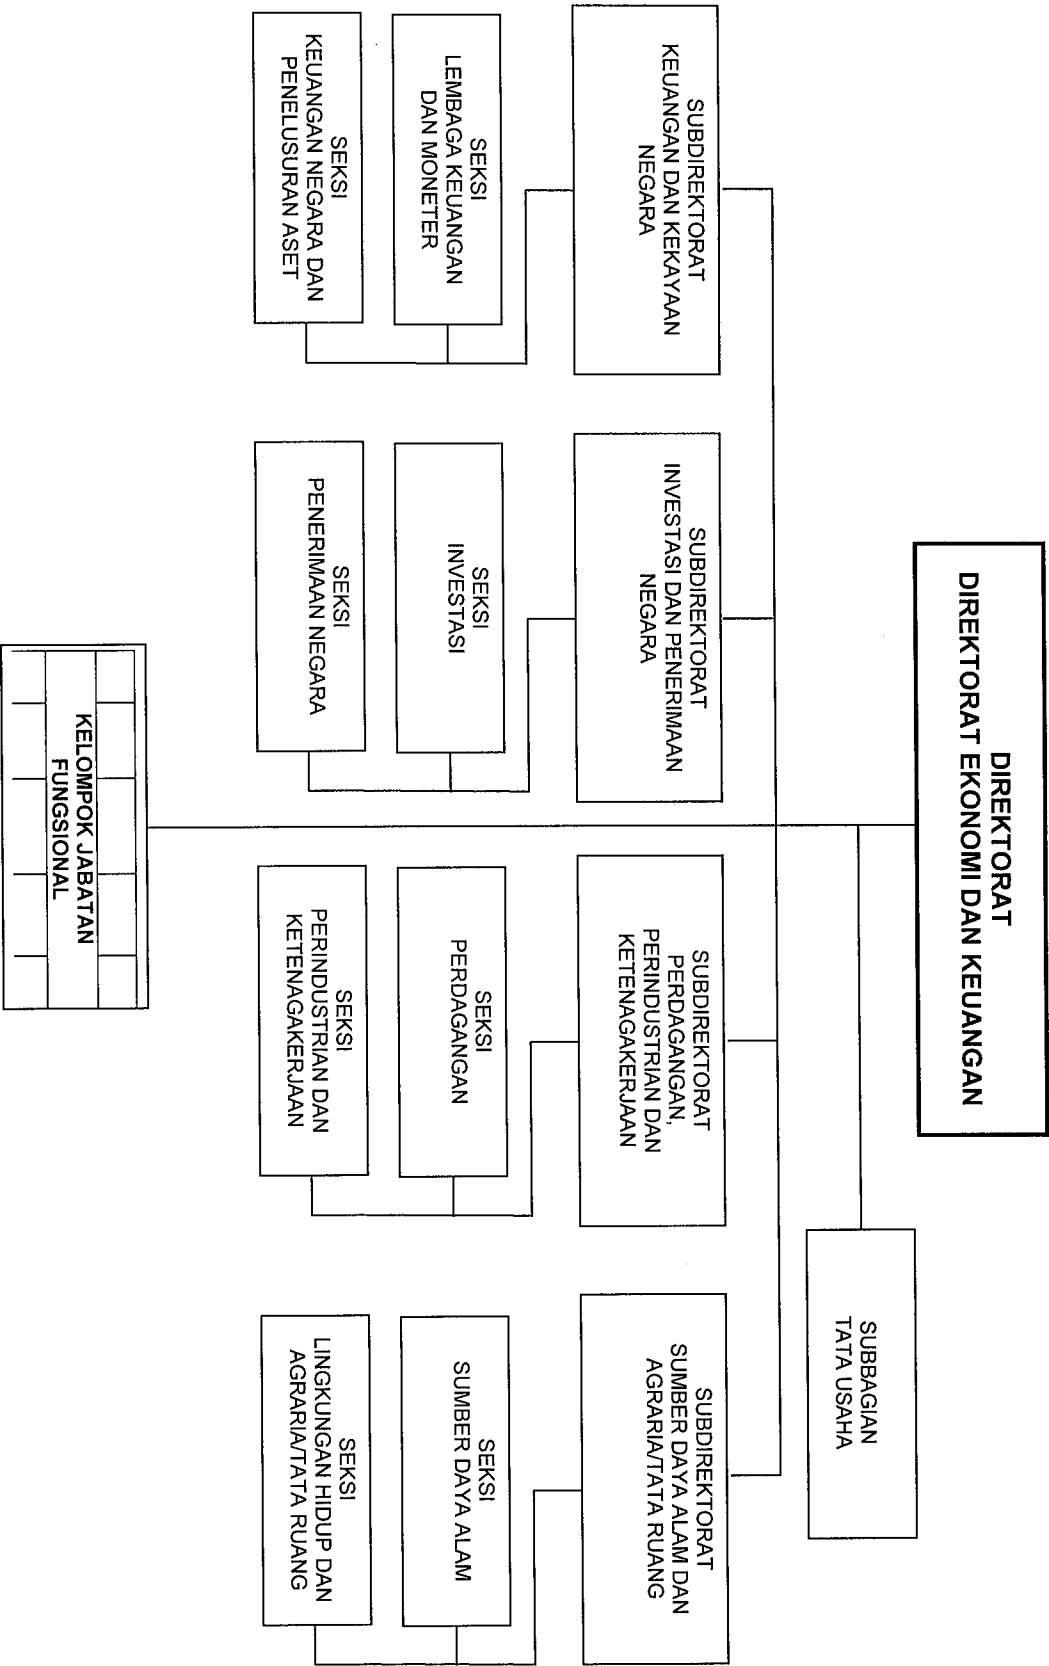 DIREKTORAT
DIREKTORAT EKONOMI DAN KEUANGAN
SUBBAGIAN
TATA USAHA
SUBDIREKTORAT
KEUANGAN DAN KEKAYAAN
NEGARA
SUBDIREKTORAT
INVESTASI DAN PENERIMAAN
NEGARA
SUBDIREKTORAT
PERDAGANGAN,
PERINDUSTRIAN DAN
KETENAGAKERJAAN
SUBDIREKTORAT
SUMBER DAYA ALAM DAN
AGRARIA/TATA RUANG
SEKSI
LEMBAGA KEUANGAN
DAN MONETER
SEKSI
INVESTASI
SEKSI
PERDAGANGAN
SEKSI
SUMBER DAYA ALAM
SEKSI
KEUANGAN NEGARA DAN
PENELUSURAN ASET
SEKSI
PENERIMAAN NEGARA
SEKSI
PERINDUSTRIAN DAN
KETENAGAKERJAAN
SEKSI
LINGKUNGAN HIDUP DAN
AGRARIA/TATA RUANG
KELOMPOK JABATAN
FUNGSIONAL